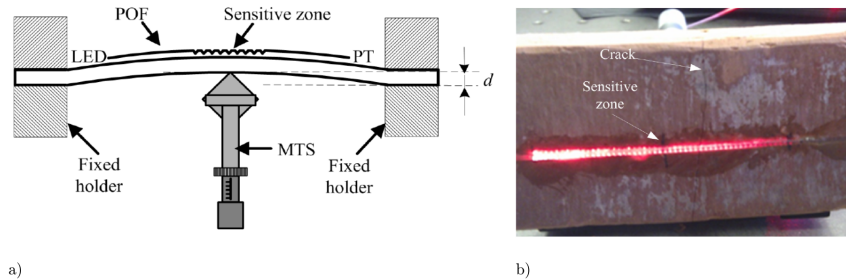 POF
Sensitive zone
LED
PT
d
Fixed
holder
MTS
Fixed
holder
a)
Crack
Sensitive
zone
b)